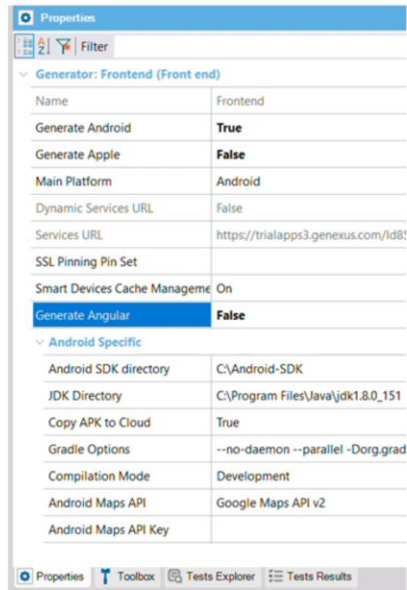 Properties
Filter
Generator: Frontend (Front end)
Name Frontend
Generate Android True
Generate Apple False
Main Platform Android
Dynamic Services URL False
Services URL https://trialapps3.genexus.com/Id85
SSL Pinning Pin Set
Smart Devices Cache Manageme On
Generate Angular False
Android Specific
Android SDK directory C:\Android-SDK
JDK Directory C:\Program Files\Java\jdk1.8.0_151
Copy APK to Cloud True
Gradle Options --no-daemon --parallel -Dorg.grad
Compilation Mode Development
Android Maps API Google Maps API v2
Android Maps API Key
Properties Toolbox Tests Explorer Tests Results